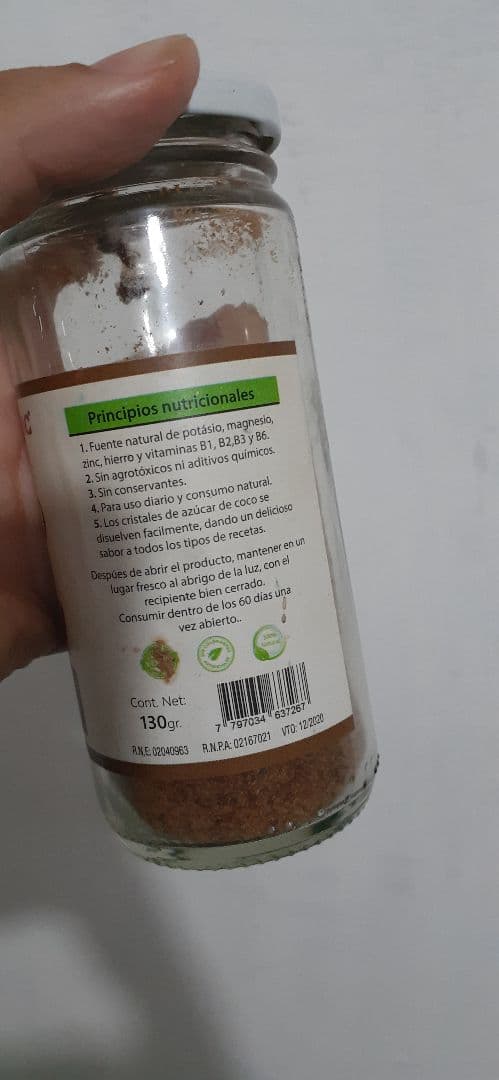 Principios nutricionales
1. Fuente natural de potásio, magnesio,
zinc, hierro y vitaminas B1, B2,B3 y B6.
2. Sin agrotóxicos ni aditivos químicos.
3. Sin conservantes.
4. Para uso diario y consumo natural.
5. Los cristales de azúcar de coco se
disuelven facilmente, dando un delicioso
sabor a todos los tipos de recetas.
Despúes de abrir el producto, mantener en un
lugar fresco al abrigo de la luz, con el
recipiente bien cerrado.
Consumir dentro de los 60 días una
vez abierto..
100%
Natural
Cont. Net:
130gr.
7 797034 637267
R.N.E: 02040963 R.N.P.A: 02167021 VTO: 12/2020